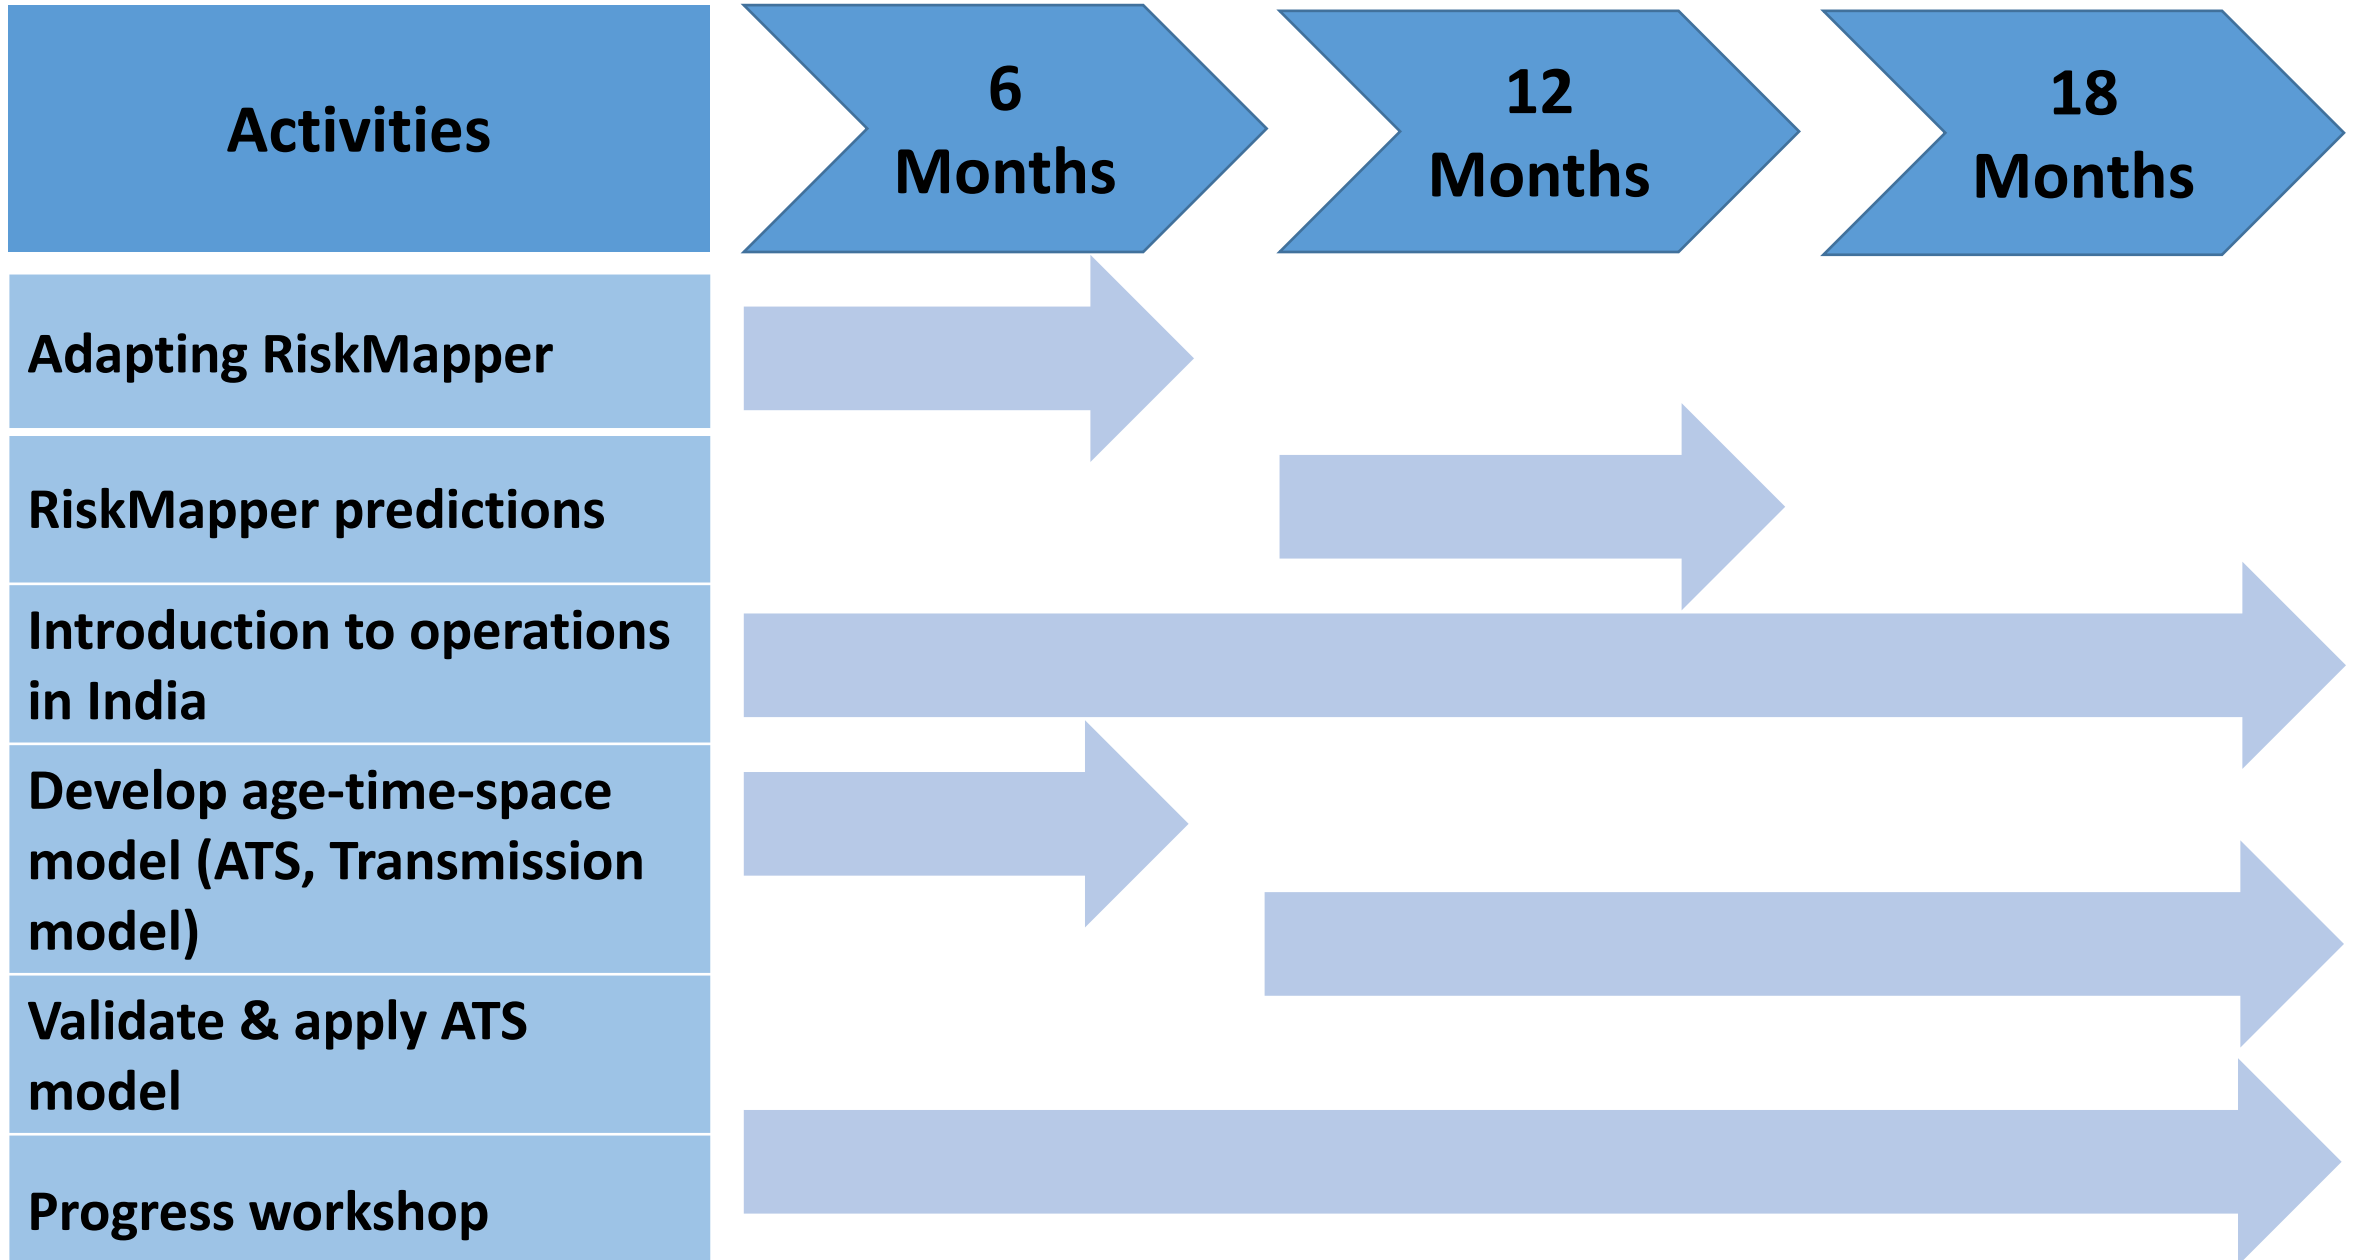 Activities
6
Months
12
Months
18
Months
Adapting RiskMapper
RiskMapper predictions
Introduction to operations
in India
Develop age-time-space
model (ATS, Transmission
model)
Validate & apply ATS
model
Progress workshop